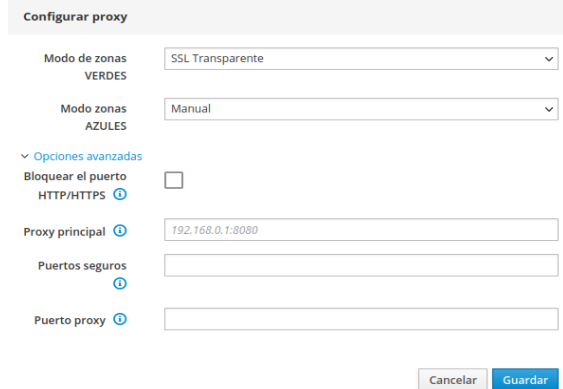 Configurar proxy
Modo de zonas
VERDES
SSL Transparente
Modo zonas
AZULES
Manual
Opciones avanzadas
Bloquear el puerto
HTTP/HTTPS
Proxy principal
192.168.0.1:8080
Puertos seguros
Puerto proxy
Cancelar
Guardar